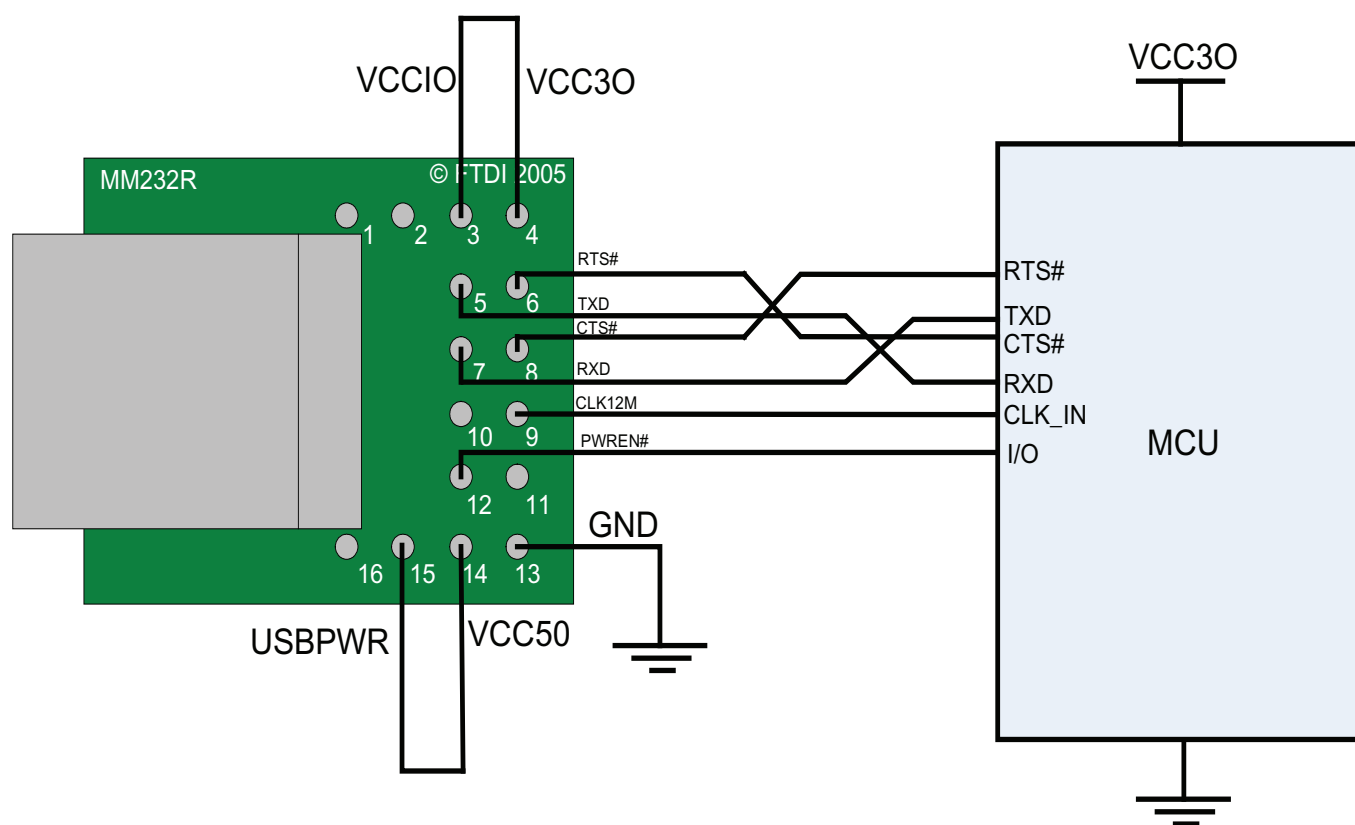 VCCIO
VCC3O
VCC3O
MM232R
© FTDI 2005
1
2
3
4
RTS#
RTS#
5
6
TXD
TXD
CTS#
CTS#
7
8
RXD
RXD
CLK12M
CLK_IN
10
9
PWREN#
I/O
MCU
12
11
GND
16
15
14
13
USBPWR
VCC50